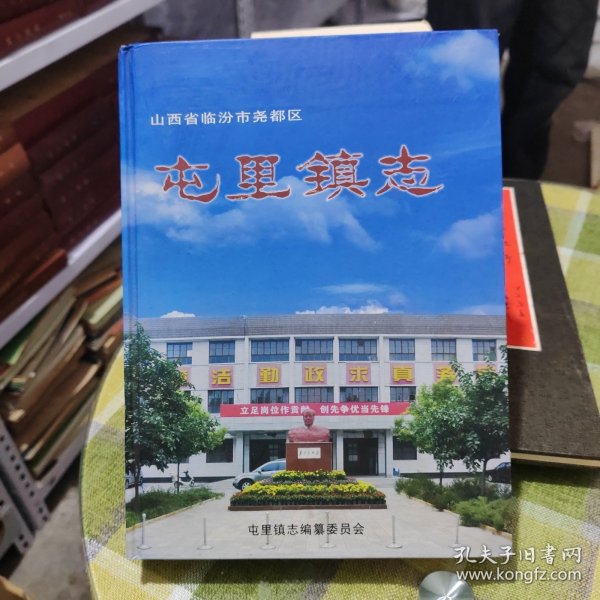 山西省临汾市尧都区
屯里镇志
洁勤政求真务
立足岗位作贡献 创先争优当先锋
屯里镇志编纂委员会
孔夫子旧书网
www.kongfz.com